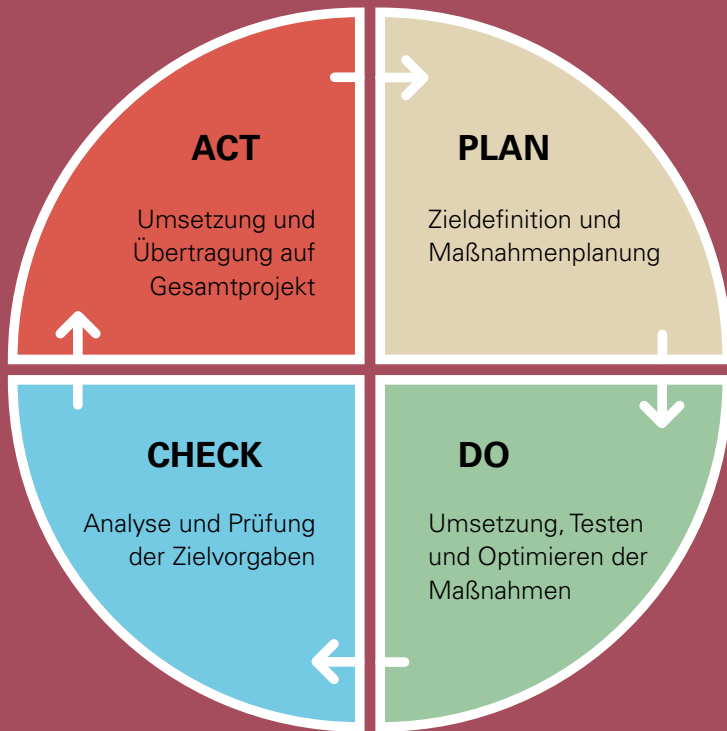 ACT
Umsetzung und
Übertragung auf
Gesamtprojekt
PLAN
Zieldefinition und
Maßnahmenplanung
CHECK
Analyse und Prüfung
der Zielvorgaben
DO
Umsetzung, Testen
und Optimieren der
Maßnahmen